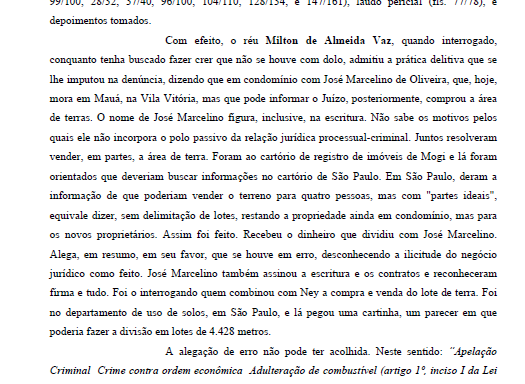 99/100, 28/32, 37/40, 96/100, 104/110, 128/134, e 147/161), laudo pericial (fls. 77/78), e
depoimentos tomados.
Com efeito, o réu Milton de Almeida Vaz, quando interrogado,
conquanto tenha buscado fazer crer que não se houve com dolo, admitiu a prática delitiva que se
lhe imputou na denúncia, dizendo que em condomínio com José Marcelino de Oliveira, que, hoje,
mora em Mauá, na Vila Vitória, mas que pode informar o Juízo, posteriormente, comprou a área
de terras. O nome de José Marcelino figura, inclusive, na escritura. Não sabe os motivos pelos
quais ele não incorpora o polo passivo da relação jurídica processual-criminal. Juntos resolveram
vender, em partes, a área de terra. Foram ao cartório de registro de imóveis de Mogi e lá foram
orientados que deveriam buscar informações no cartório de São Paulo. Em São Paulo, deram a
informação de que poderiam vender o terreno para quatro pessoas, mas com "partes ideais",
equivale dizer, sem delimitação de lotes, restando a propriedade ainda em condomínio, mas para
os novos proprietários. Assim foi feito. Recebeu o dinheiro que dividiu com José Marcelino.
Alega, em resumo, em seu favor, que se houve em erro, desconhecendo a ilicitude do negócio
jurídico como feito. José Marcelino também assinou a escritura e os contratos e reconheceram
firma e tudo. Foi o interrogando quem combinou com Ney a compra e venda do lote de terra. Foi
no departamento de uso de solos, em São Paulo, e lá pegou uma cartinha, um parecer em que
poderia fazer a divisão em lotes de 4.428 metros.
A alegação de erro não pode ter acolhida. Neste sentido: "Apelação
Criminal Crime contra ordem econômica Adulteração de combustível (artigo 1º, inciso I da Lei